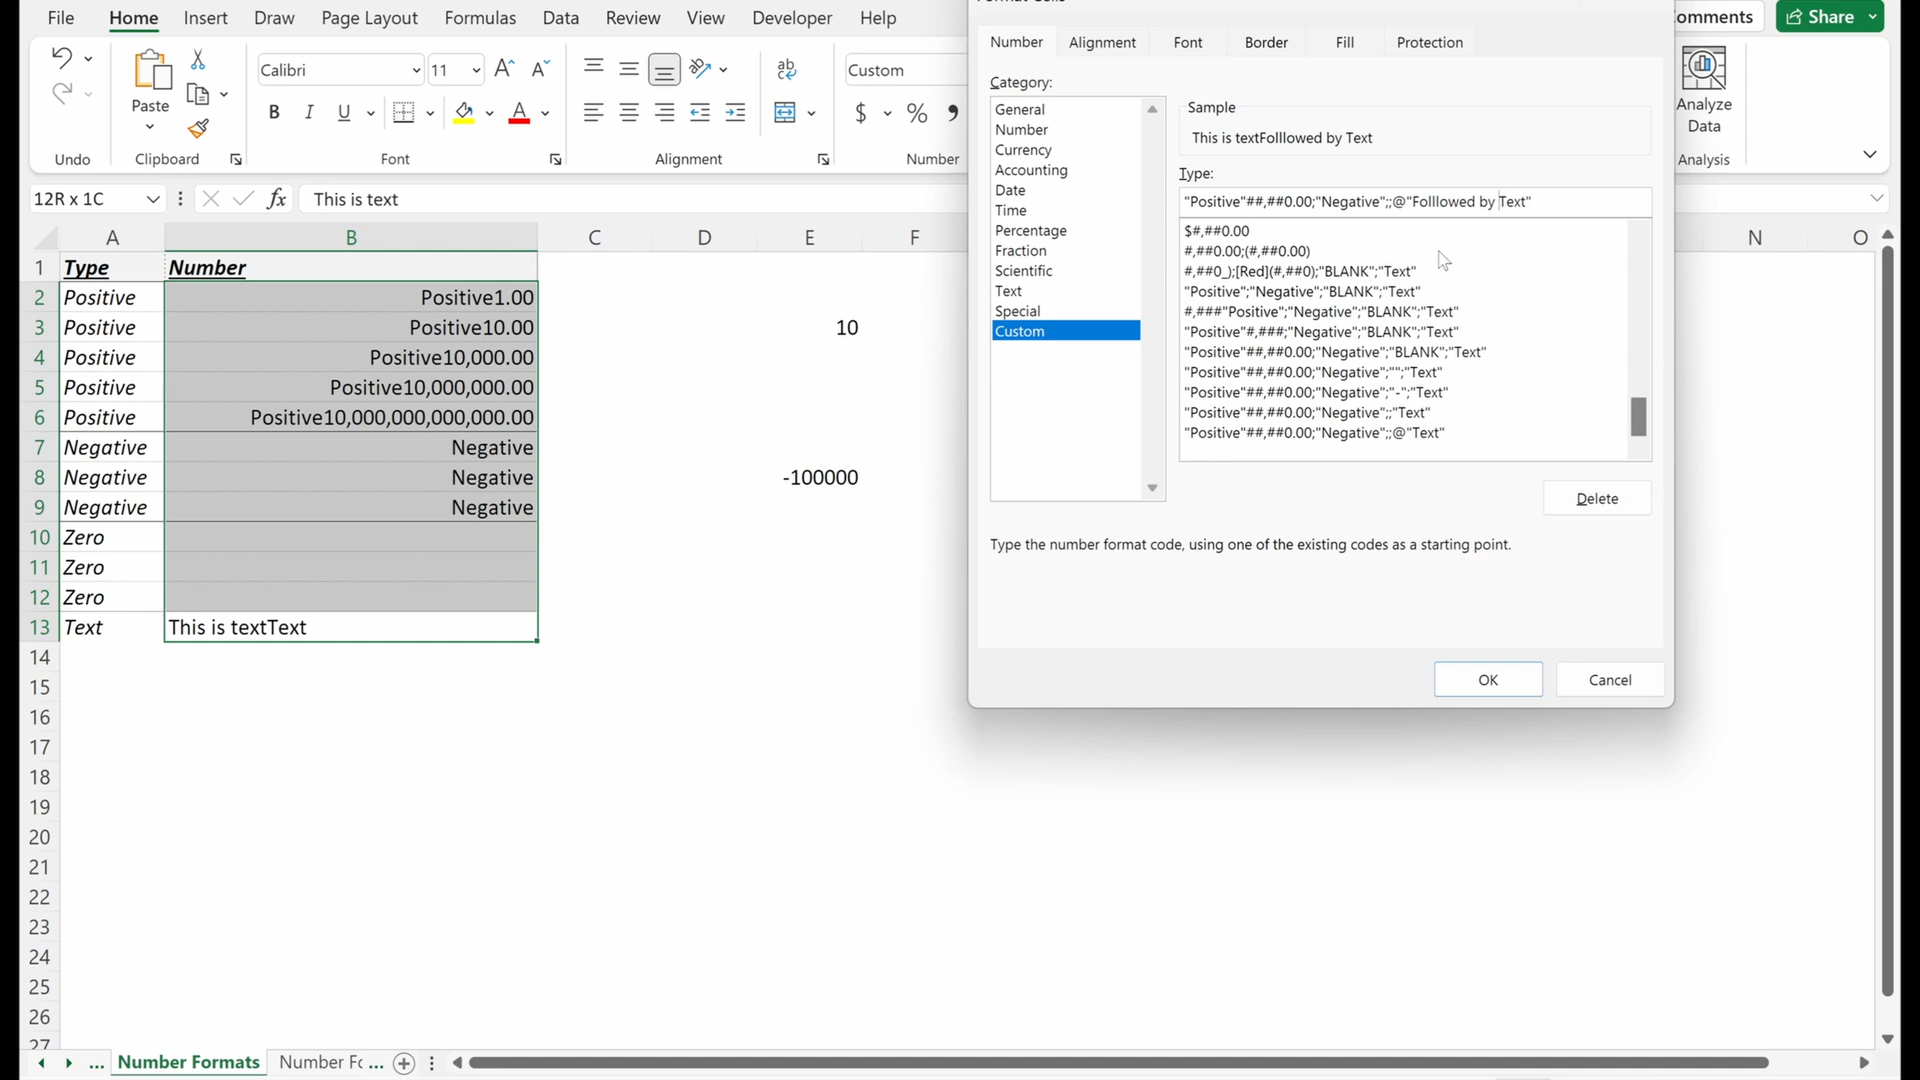 File Insert Draw Page Layout Formulas Data Review View Developer Help
Home
omments Share
Calibri 11 Custom
Paste
B I U A ab $ % 9
Undo Clipboard Font Alignment Number
Analyze
Data
Analysis
12R x 1C fx This is text
A B C D E F N O
1 Type Number
2 Positive Positive1.00
3 Positive Positive10.00 10
4 Positive Positive10,000.00
5 Positive Positive10,000,000.00
6 Positive Positive10,000,000,000,000.00
7 Negative Negative
8 Negative Negative -100000
9 Negative Negative
10 Zero
11 Zero
12 Zero
13 Text This is textText
14
15
16
17
18
19
20
21
22
23
24
25
26
27
... Number Formats Number Fc ...
Format Cells
Number Alignment Font Border Fill Protection
Category:
General
Number
Currency
Accounting
Date
Time
Percentage
Fraction
Scientific
Text
Special
Custom
Sample
This is textFolllowed by Text
Type:
"Positive"##,##0.00;"Negative";;@"Folllowed by Text"
$#,##0.00
#,##0.00;(#,##0.00)
#,##0_);[Red](#,##0);"BLANK";"Text"
"Positive";"Negative";"BLANK";"Text"
#,###"Positive";"Negative";"BLANK";"Text"
"Positive"#,###;"Negative";"BLANK";"Text"
"Positive"##,##0.00;"Negative";"BLANK";"Text"
"Positive"##,##0.00;"Negative";"";"Text"
"Positive"##,##0.00;"Negative";"-";"Text"
"Positive"##,##0.00;"Negative";;"Text"
"Positive"##,##0.00;"Negative";;@"Text"
Delete
Type the number format code, using one of the existing codes as a starting point.
OK Cancel